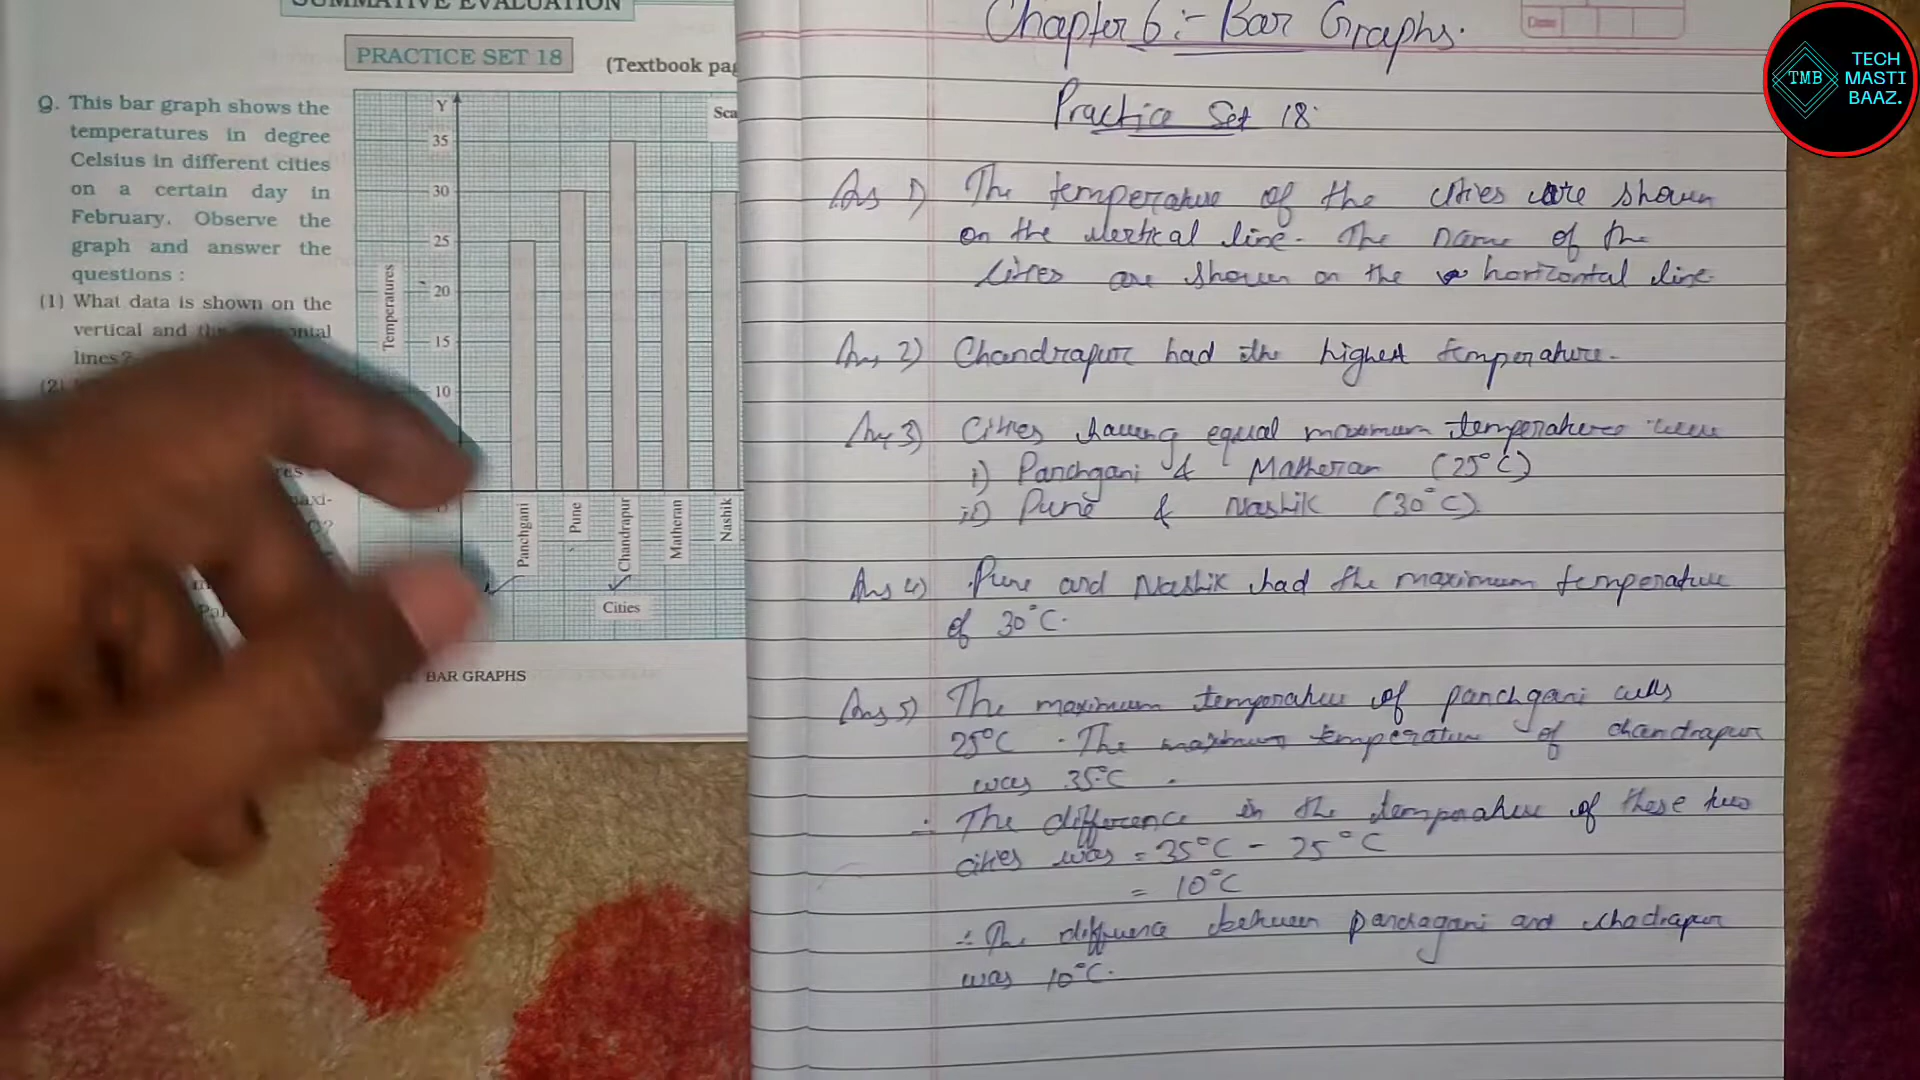 SUMMATIVE EVALUATION
PRACTICE SET 18
(Textbook pag
Q. This bar graph shows the
temperatures in degree
Celsius in different cities
on a certain day in
February. Observe the
graph and answer the
questions :
(1) What data is shown on the
vertical and the
lines ?
(2)
maxi-
Y
Sca
35
30
25
20
15
10
Temperatures
Panchgani
Pune
Chandrapur
Matheran
Nashik
Cities
BAR GRAPHS
Chapter 6 :- Bar Graphs.
Date
Practice Set 18
Ans 1) The temperature of the cities are shown
on the vertical line. The name of the
cities are shown on the horizontal line
Ans 2) Chandrapur had the highest temperature.
Ans 3) Cities having equal maximum temperatures were
i) Panchgani & Matheran (25°C)
ii) Pune & Nashik (30°C)
Ans 4) Pune and Nashik had the maximum temperature
of 30°C.
Ans 5) The maximum temperature of panchgani was
25°C . The maximum temperature of chandrapur
was 35°C .
∴ The difference in the temperature of these two
cities was = 35°C - 25°C
= 10°C
∴ The difference between panchagani and chadrapur
was 10°C.
TMB
TECH
MASTI
BAAZ.